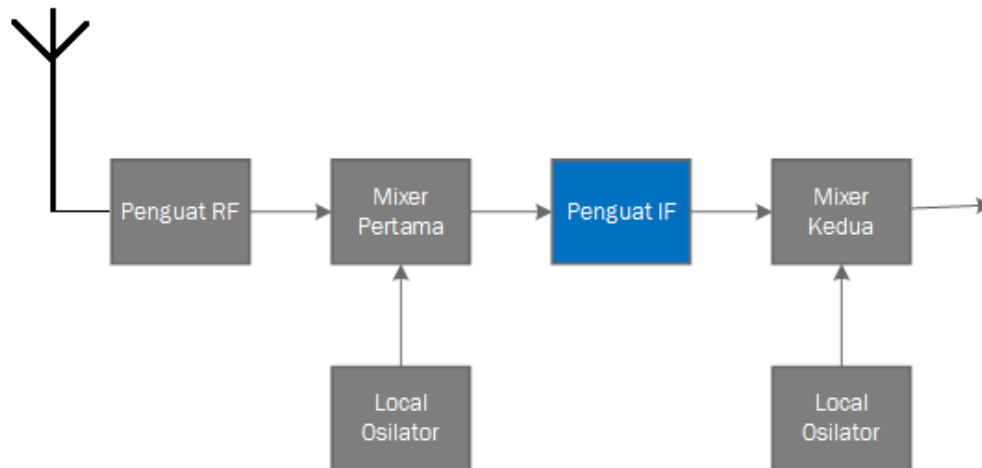 Penguat RF
Mixer
Pertama
Penguat IF
Mixer
Kedua
Local
Osilator
Local
Osilator